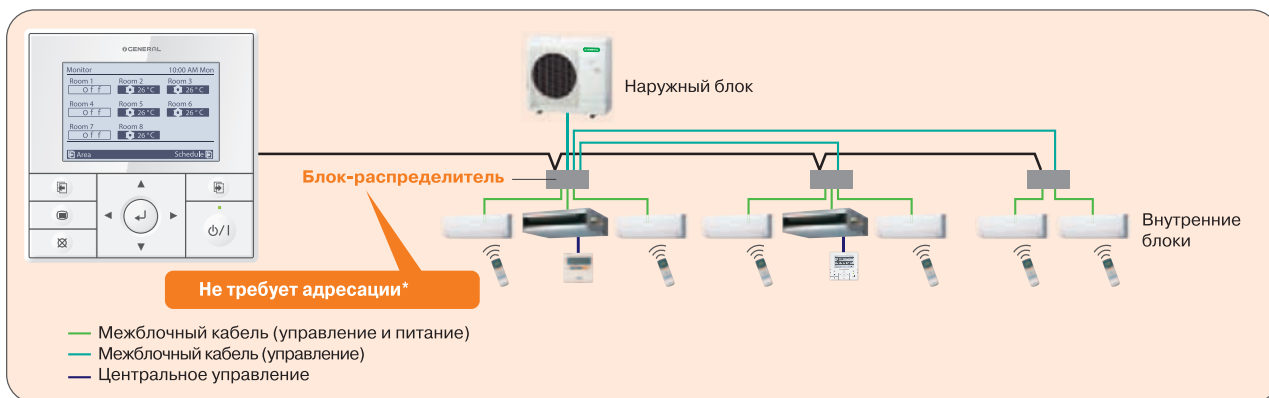 GENERAL
Monitor 10:00 AM Mon
Room 1 Room 2 Room 3
Off 26°C 26°C
Room 4 Room 5 Room 6
Off 26°C 26°C
Room 7 Room 8
Off 26°C
Area Schedule
Наружный блок
Блок-распределитель
Внутренние
блоки
Не требует адресации*
Межблочный кабель (управление и питание)
Межблочный кабель (управление)
Центральное управление